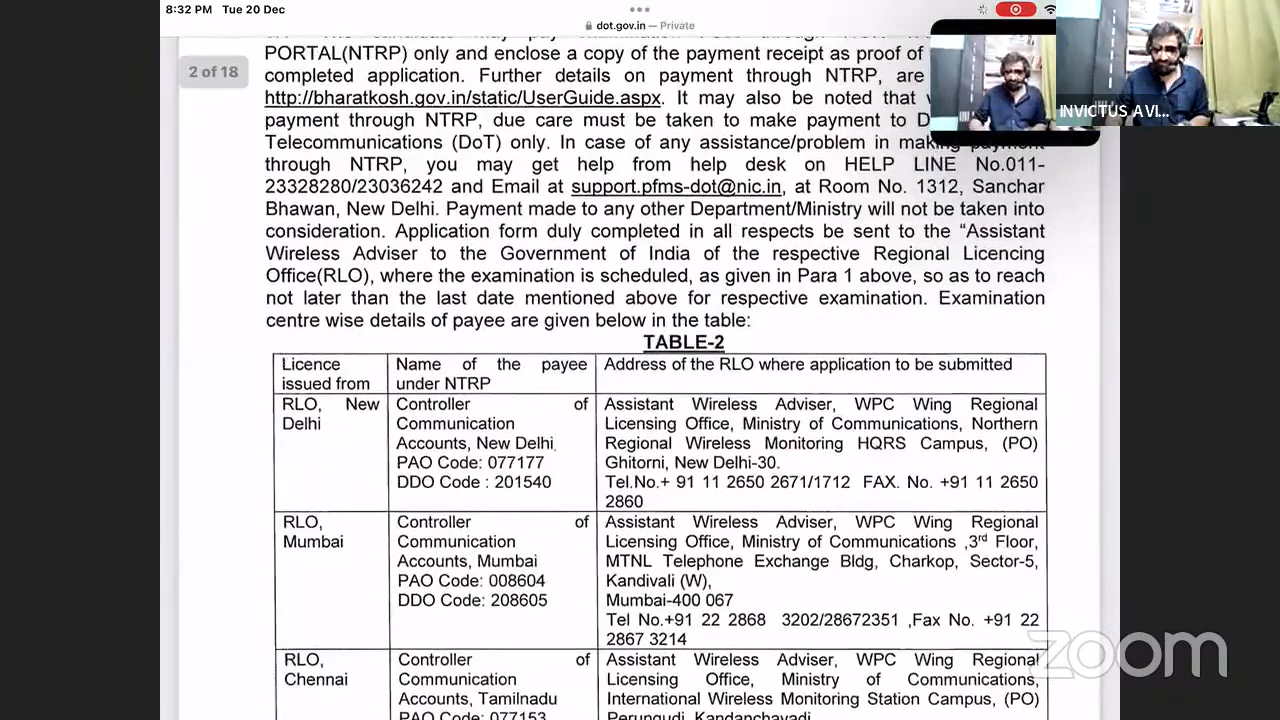 8:32 PM Tue 20 Dec
dot.gov.in — Private
2 of 18
PORTAL(NTRP) only and enclose a copy of the payment receipt as proof of
completed application. Further details on payment through NTRP, are
http://bharatkosh.gov.in/static/UserGuide.aspx. It may also be noted that
payment through NTRP, due care must be taken to make payment to D
Telecommunications (DoT) only. In case of any assistance/problem in making payment
through NTRP, you may get help from help desk on HELP LINE No.011-
23328280/23036242 and Email at support.pfms-dot@nic.in, at Room No. 1312, Sanchar
Bhawan, New Delhi. Payment made to any other Department/Ministry will not be taken into
consideration. Application form duly completed in all respects be sent to the “Assistant
Wireless Adviser to the Government of India of the respective Regional Licencing
Office(RLO), where the examination is scheduled, as given in Para 1 above, so as to reach
not later than the last date mentioned above for respective examination. Examination
centre wise details of payee are given below in the table:
TABLE-2
Licence
issued from
Name of the payee
under NTRP
Address of the RLO where application to be submitted
RLO, New
Delhi
Controller of
Communication
Accounts, New Delhi
PAO Code: 077177
DDO Code : 201540
Assistant Wireless Adviser, WPC Wing Regional
Licensing Office, Ministry of Communications, Northern
Regional Wireless Monitoring HQRS Campus, (PO)
Ghitorni, New Delhi-30.
Tel.No.+ 91 11 2650 2671/1712 FAX. No. +91 11 2650
2860
RLO,
Mumbai
Controller of
Communication
Accounts, Mumbai
PAO Code: 008604
DDO Code: 208605
Assistant Wireless Adviser, WPC Wing Regional
Licensing Office, Ministry of Communications ,3rd Floor,
MTNL Telephone Exchange Bldg, Charkop, Sector-5,
Kandivali (W),
Mumbai-400 067
Tel No.+91 22 2868 3202/28672351 ,Fax No. +91 22
2867 3214
RLO,
Chennai
Controller of
Communication
Accounts, Tamilnadu
PAO Code: 077153
Assistant Wireless Adviser, WPC Wing Regional
Licensing Office, Ministry of Communications,
International Wireless Monitoring Station Campus, (PO)
Perungudi, Kandanchavadi
INVICTUS AVI...
zoom